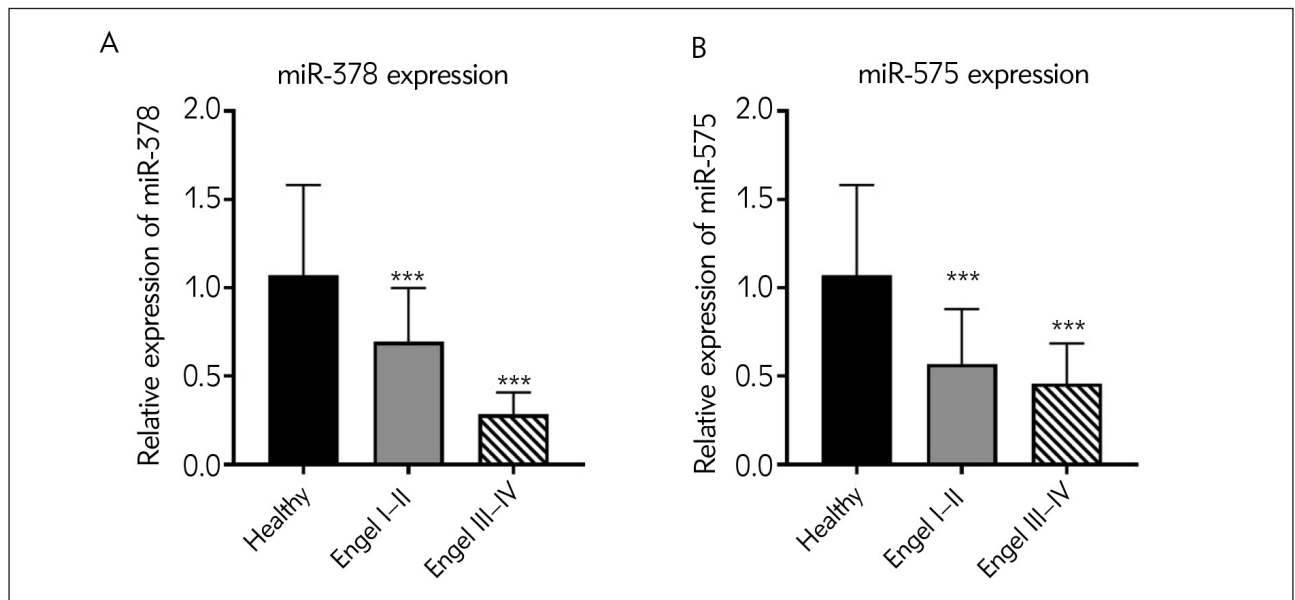 A
miR-378 expression
Relative expression of miR-378
2.0
1.5
1.0
0.5
0.0
***
***
Healthy
Engel I–II
Engel III–IV
B
miR-575 expression
Relative expression of miR-575
2.0
1.5
1.0
0.5
0.0
***
***
Healthy
Engel I–II
Engel III–IV